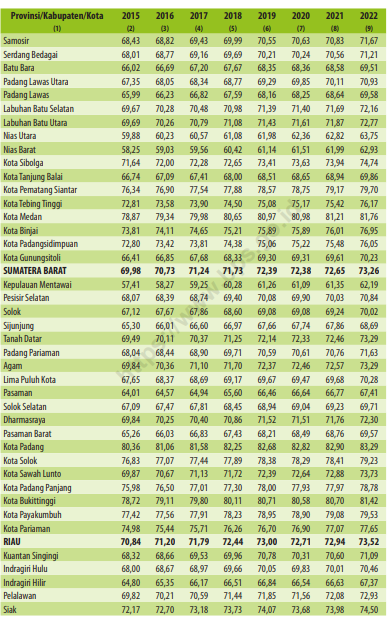 Provinsi/Kabupaten/Kota 2015 2016 2017 2018 2019 2020 2021 2022
(1) (2) (3) (4) (5) (6) (7) (8) (9)
Samosir 68,43 68,82 69,43 69,99 70,55 70,63 70,83 71,67
Serdang Bedagai 68,01 68,77 69,16 69,69 70,21 70,24 70,56 71,21
Batu Bara 66,02 66,69 67,20 67,67 68,35 68,36 68,58 69,51
Padang Lawas Utara 67,35 68,05 68,34 68,77 69,29 69,85 70,11 70,93
Padang Lawas 65,99 66,23 66,82 67,59 68,16 68,25 68,64 69,58
Labuhan Batu Selatan 69,67 70,28 70,48 70,98 71,39 71,40 71,69 72,16
Labuhan Batu Utara 69,69 70,26 70,79 71,08 71,43 71,61 71,87 72,77
Nias Utara 59,88 60,23 60,57 61,08 61,98 62,36 62,82 63,75
Nias Barat 58,25 59,03 59,56 60,42 61,14 61,51 61,99 62,93
Kota Sibolga 71,64 72,00 72,28 72,65 73,41 73,63 73,94 74,74
Kota Tanjung Balai 66,74 67,09 67,41 68,00 68,51 68,65 68,94 69,86
Kota Pematang Siantar 76,34 76,90 77,54 77,88 78,57 78,75 79,17 79,70
Kota Tebing Tinggi 72,81 73,58 73,90 74,50 75,08 75,17 75,42 76,17
Kota Medan 78,87 79,34 79,98 80,65 80,97 80,98 81,21 81,76
Kota Binjai 73,81 74,11 74,65 75,21 75,89 75,89 76,01 76,95
Kota Padangsidimpuan 72,80 73,42 73,81 74,38 75,06 75,22 75,48 76,05
Kota Gunungsitoli 66,41 66,85 67,68 68,33 69,30 69,31 69,61 70,23
SUMATERA BARAT 69,98 70,73 71,24 71,73 72,39 72,38 72,65 73,26
Kepulauan Mentawai 57,41 58,27 59,25 60,28 61,26 61,09 61,35 62,19
Pesisir Selatan 68,07 68,39 68,74 69,40 70,08 69,90 70,03 70,84
Solok 67,12 67,67 67,86 68,60 69,08 69,08 69,24 70,02
Sijunjung 65,30 66,01 66,60 66,97 67,66 67,74 67,86 68,69
Tanah Datar 69,49 70,11 70,37 71,25 72,14 72,33 72,46 73,29
Padang Pariaman 68,04 68,44 68,90 69,71 70,59 70,61 70,76 71,63
Agam 69,84 70,36 71,10 71,70 72,37 72,46 72,57 73,29
Lima Puluh Kota 67,65 68,37 68,69 69,17 69,67 69,47 69,68 70,28
Pasaman 64,01 64,57 64,94 65,60 66,46 66,64 66,77 67,41
Solok Selatan 67,09 67,47 67,81 68,45 68,94 69,04 69,23 69,71
Dharmasraya 69,84 70,25 70,40 70,86 71,52 71,51 71,76 72,30
Pasaman Barat 65,26 66,03 66,83 67,43 68,21 68,49 68,76 69,57
Kota Padang 80,36 81,06 81,58 82,25 82,68 82,82 82,90 83,29
Kota Solok 76,83 77,07 77,44 77,89 78,38 78,29 78,41 79,23
Kota Sawah Lunto 69,87 70,67 71,13 71,72 72,39 72,64 72,88 73,73
Kota Padang Panjang 75,98 76,50 77,01 77,30 78,00 77,93 77,97 78,78
Kota Bukittinggi 78,72 79,11 79,80 80,11 80,71 80,58 80,70 81,42
Kota Payakumbuh 77,42 77,56 77,91 78,23 78,95 78,90 79,08 79,53
Kota Pariaman 74,98 75,44 75,71 76,26 76,70 76,90 77,07 77,65
RIAU 70,84 71,20 71,79 72,44 73,00 72,71 72,94 73,52
Kuantan Singingi 68,32 68,66 69,53 69,96 70,78 70,31 70,60 71,09
Indragiri Hulu 68,00 68,67 68,97 69,66 70,05 69,83 70,01 70,46
Indragiri Hilir 64,80 65,35 66,17 66,51 66,84 66,54 66,63 67,37
Pelalawan 69,82 70,21 70,59 71,44 71,85 71,56 72,08 72,93
Siak 72,17 72,70 73,18 73,73 74,07 73,68 73,98 74,50